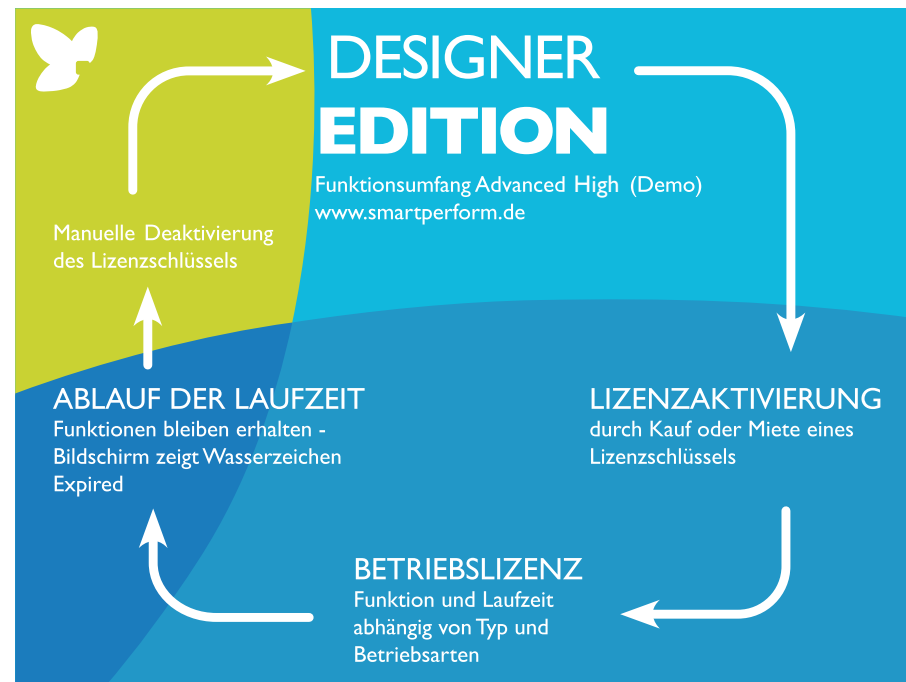 DESIGNER
EDITION
Funktionsumfang Advanced High (Demo)
www.smartperform.de
Manuelle Deaktivierung
des Lizenzschlüssels
ABLAUF DER LAUFZEIT
Funktionen bleiben erhalten -
Bildschirm zeigt Wasserzeichen
Expired
LIZENZAKTIVIERUNG
durch Kauf oder Miete eines
Lizenzschlüssels
BETRIEBSLIZENZ
Funktion und Laufzeit
abhängig von Typ und
Betriebsarten